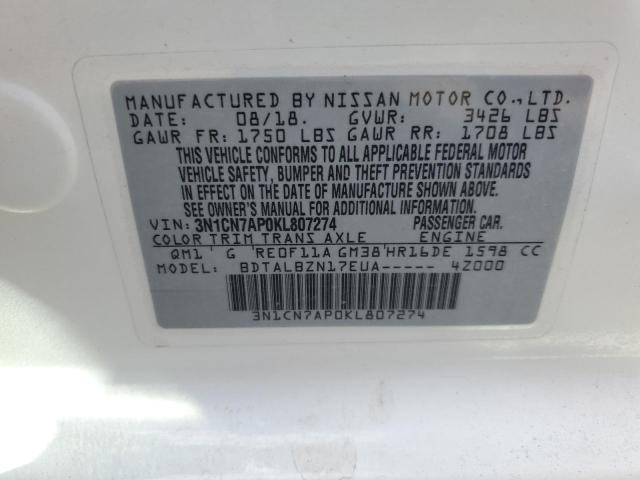 MANUFACTURED BY NISSAN MOTOR CO.,LTD.
DATE: 08/18. GVWR: 3426 LBS
GAWR FR: 1750 LBS GAWR RR: 1708 LBS
THIS VEHICLE CONFORMS TO ALL APPLICABLE FEDERAL MOTOR
VEHICLE SAFETY, BUMPER, AND THEFT PREVENTION STANDARDS
IN EFFECT ON THE DATE OF MANUFACTURE SHOWN ABOVE.
SEE OWNER'S MANUAL FOR ADDITIONAL INFORMATION.
VIN: 3N1CN7AP0KL807274 PASSENGER CAR.
COLOR TRIM TRANS AXLE ENGINE
QM1' G 'RE0F11A GM38'HR16DE 1598 CC
MODEL: BDTALBZN17EUA----- 4Z000
3N1CN7AP0KL807274